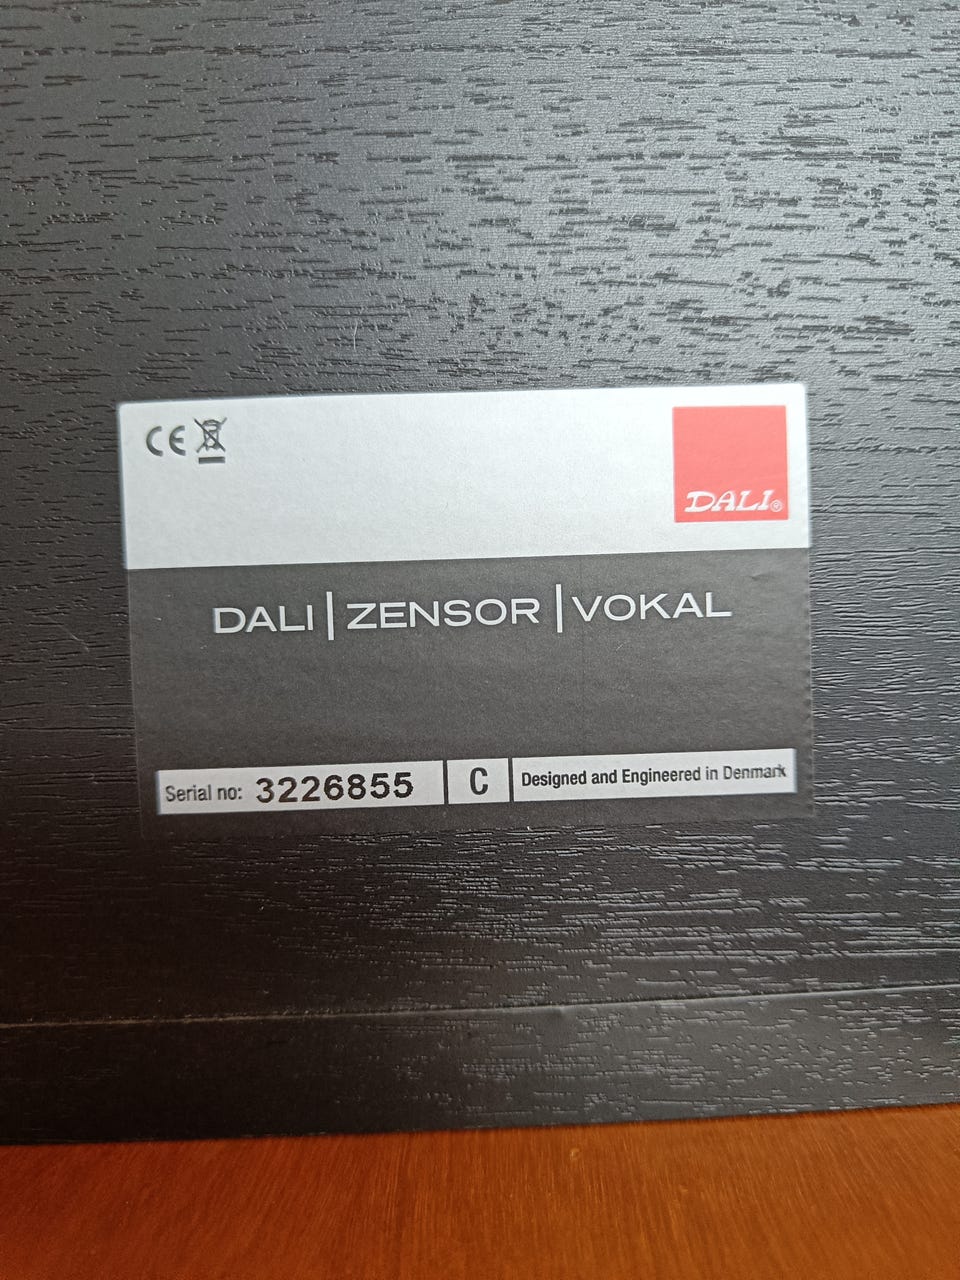 CE
DALI®
DALI|ZENSOR|VOKAL
Serial no: 3226855 C Designed and Engineered in Denmark